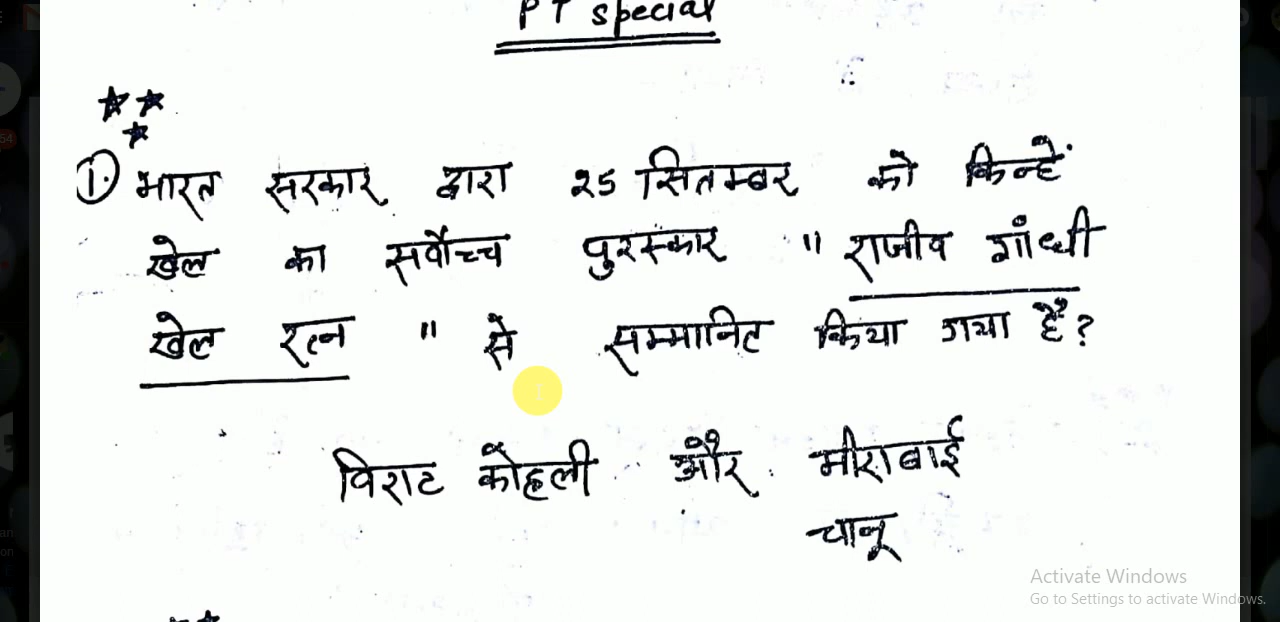 PT special
①. भारत सरकार द्वारा 25 सितम्बर को किन्हें
खेल का सर्वोच्च पुरस्कार " राजीव गांधी
खेल रत्न " से सम्मानित किया गया है?
विराट कोहली और मीराबाई
चानू
Activate Windows
Go to Settings to activate Windows.
54